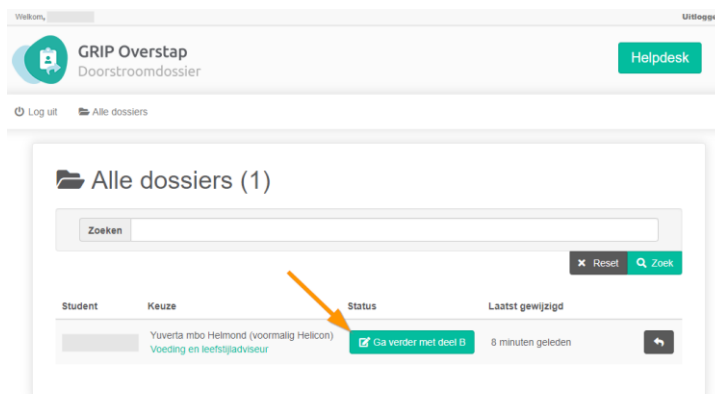 Welkom,
Uitlogge
GRIP Overstap
Doorstroomdossier
Helpdesk
Log uit Alle dossiers
Alle dossiers (1)
Zoeken
Reset Zoek
Student Keuze Status Laatst gewijzigd
Yuverta mbo Helmond (voormalig Helicon)
Voeding en leefstijladviseur
Ga verder met deel B 8 minuten geleden